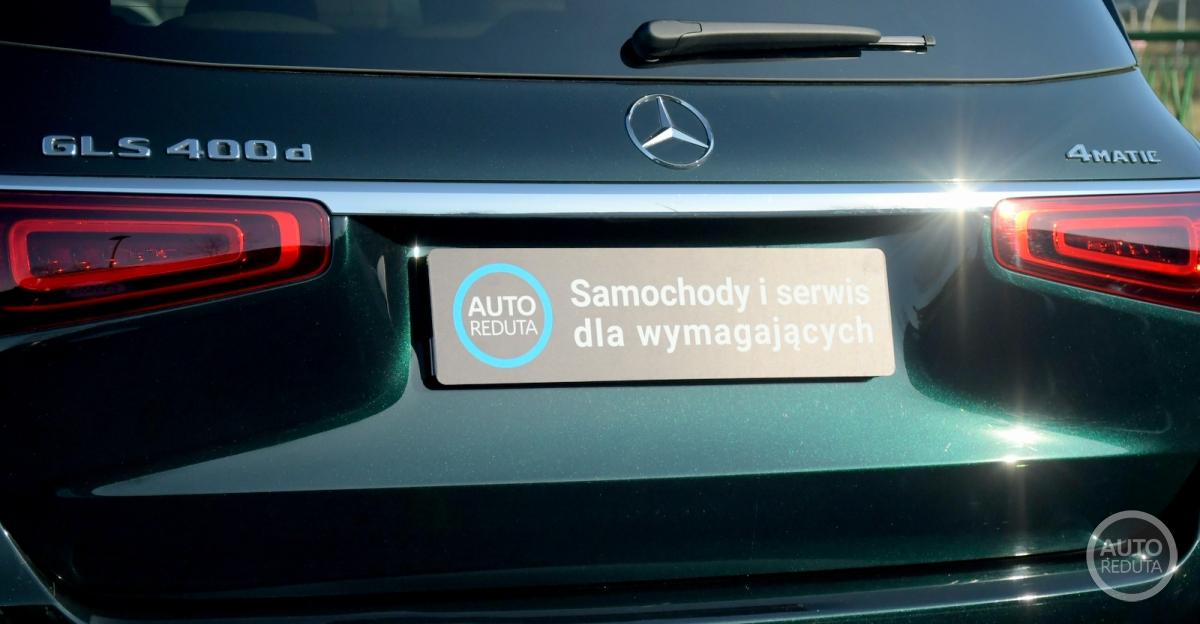 GLS 400d
4MATIC
AUTO
REDUTA
Samochody i serwis
dla wymagających
AUTO
REDUTA